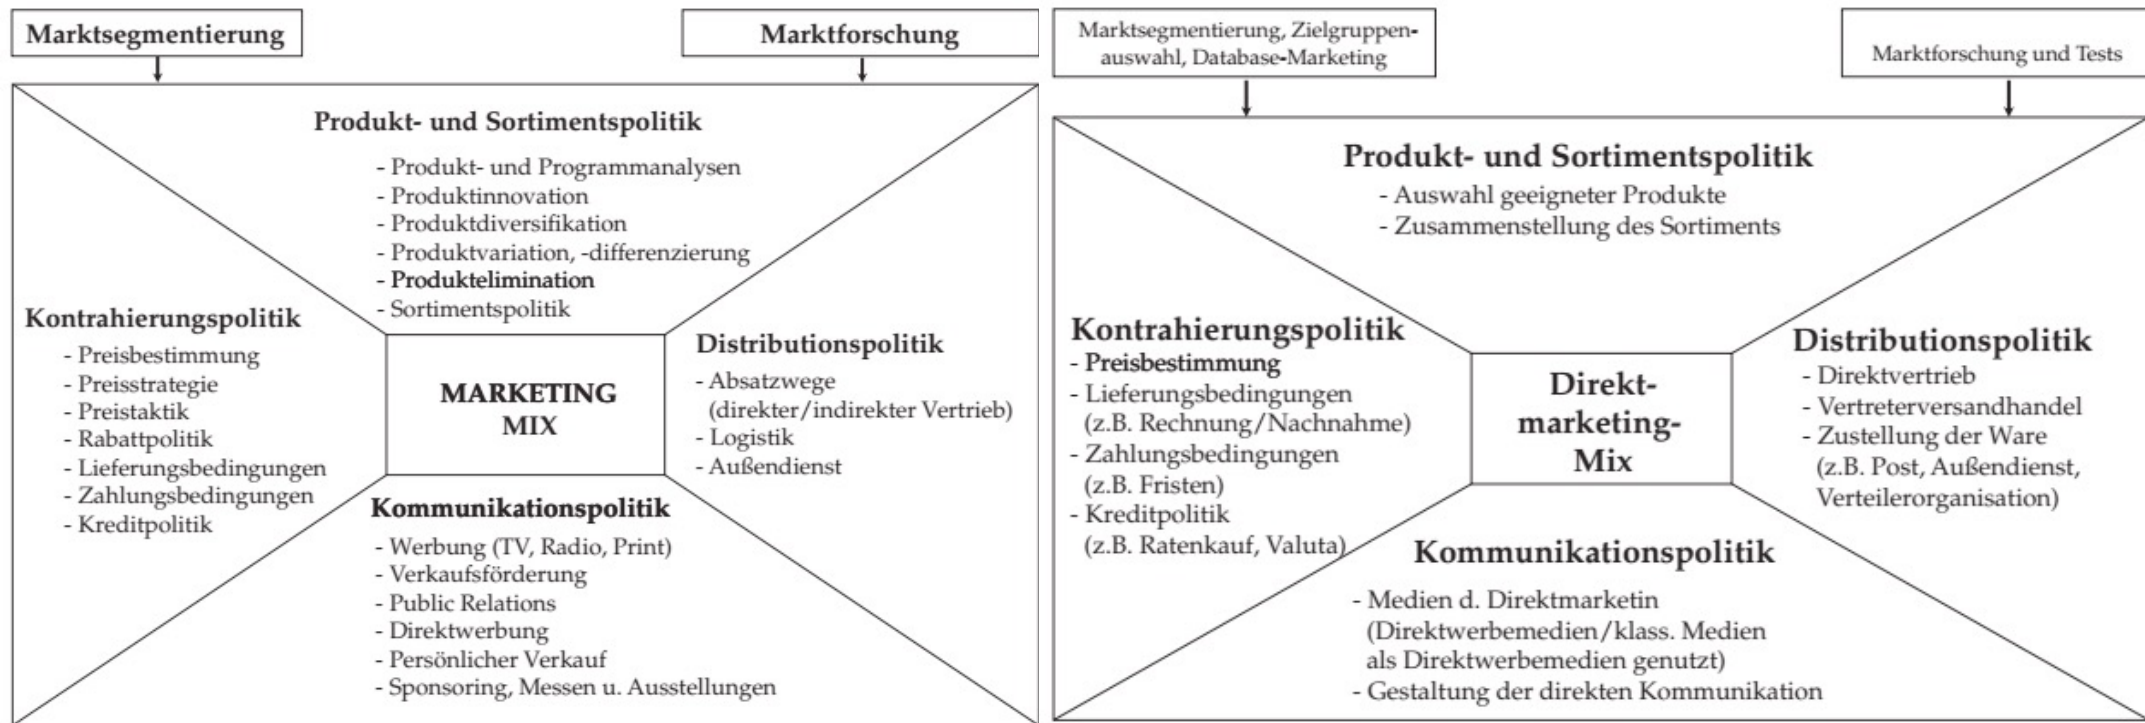 Marktsegmentierung
Marktforschung
Produkt- und Sortimentspolitik
- Produkt- und Programmanalysen
- Produktinnovation
- Produktdiversifikation
- Produktvariation, -differenzierung
- Produktelimination
- Sortimentspolitik
Kontrahierungspolitik
- Preisbestimmung
- Preisstrategie
- Preistaktik
- Rabattpolitik
- Lieferungsbedingungen
- Zahlungsbedingungen
- Kreditpolitik
MARKETING
MIX
Distributionspolitik
- Absatzwege
(direkter/indirekter Vertrieb)
- Logistik
- Außendienst
Kommunikationspolitik
- Werbung (TV, Radio, Print)
- Verkaufsförderung
- Public Relations
- Direktwerbung
- Persönlicher Verkauf
- Sponsoring, Messen u. Ausstellungen
Marktsegmentierung, Zielgruppen-
auswahl, Database-Marketing
Marktforschung und Tests
Produkt- und Sortimentspolitik
- Auswahl geeigneter Produkte
- Zusammenstellung des Sortiments
Kontrahierungspolitik
- Preisbestimmung
- Lieferungsbedingungen
(z.B. Rechnung/Nachnahme)
- Zahlungsbedingungen
(z.B. Fristen)
- Kreditpolitik
(z.B. Ratenkauf, Valuta)
Direkt-
marketing-
Mix
Distributionspolitik
- Direktvertrieb
- Vertreterversandhandel
- Zustellung der Ware
(z.B. Post, Außendienst,
Verteilerorganisation)
Kommunikationspolitik
- Medien d. Direktmarketin
(Direktwerbemedien/klass. Medien
als Direktwerbemedien genutzt)
- Gestaltung der direkten Kommunikation